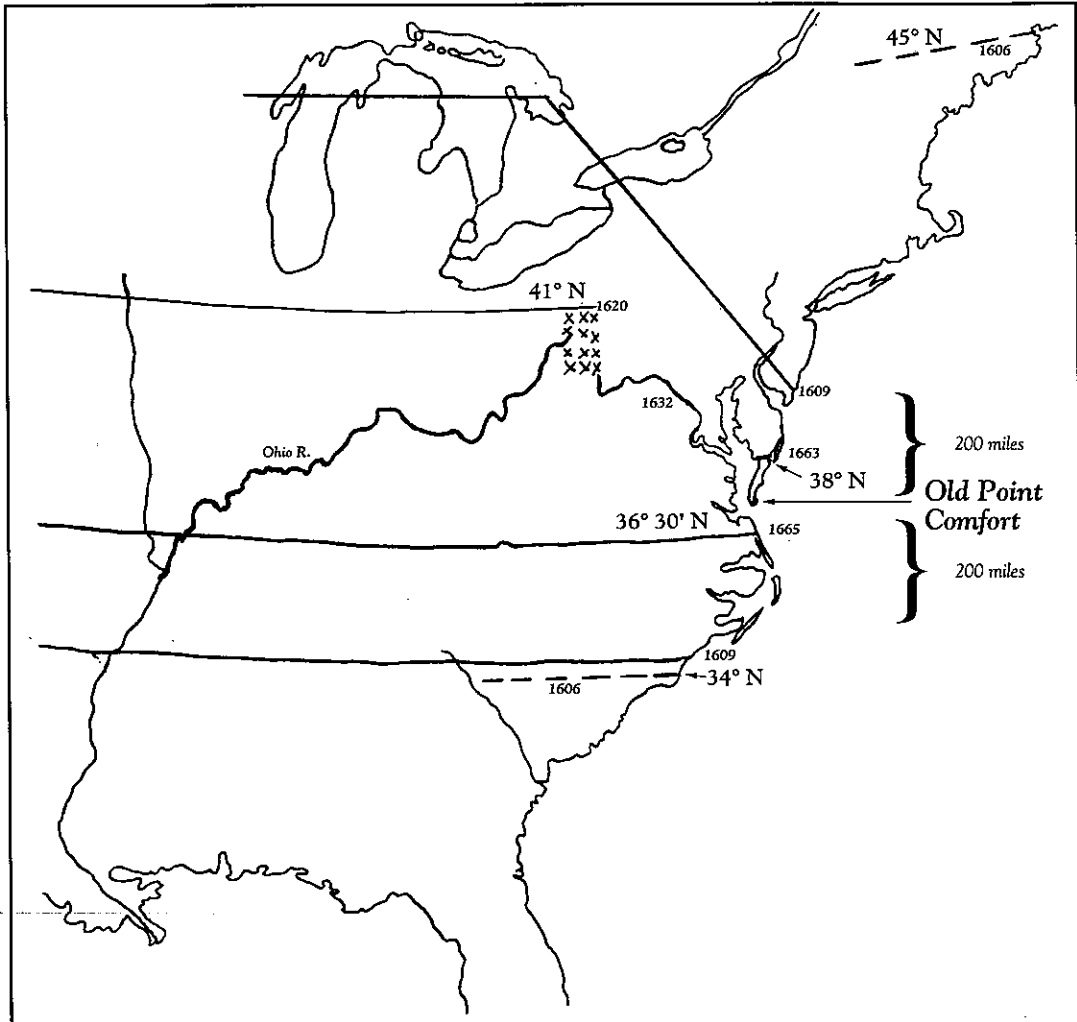 45° N
1606
41° N
1620
1632
1609
200 miles
1663
38° N
Ohio R.
Old Point
Comfort
36° 30' N
1665
200 miles
1609
34° N
1606
x x x
x x x
x x x
x x x
x x x